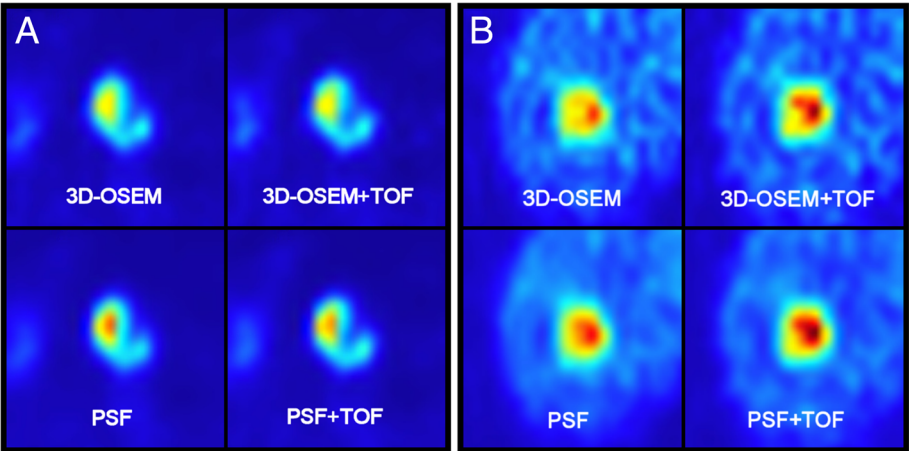 A
3D-OSEM
3D-OSEM+TOF
PSF
PSF+TOF
B
3D-OSEM
3D-OSEM+TOF
PSF
PSF+TOF